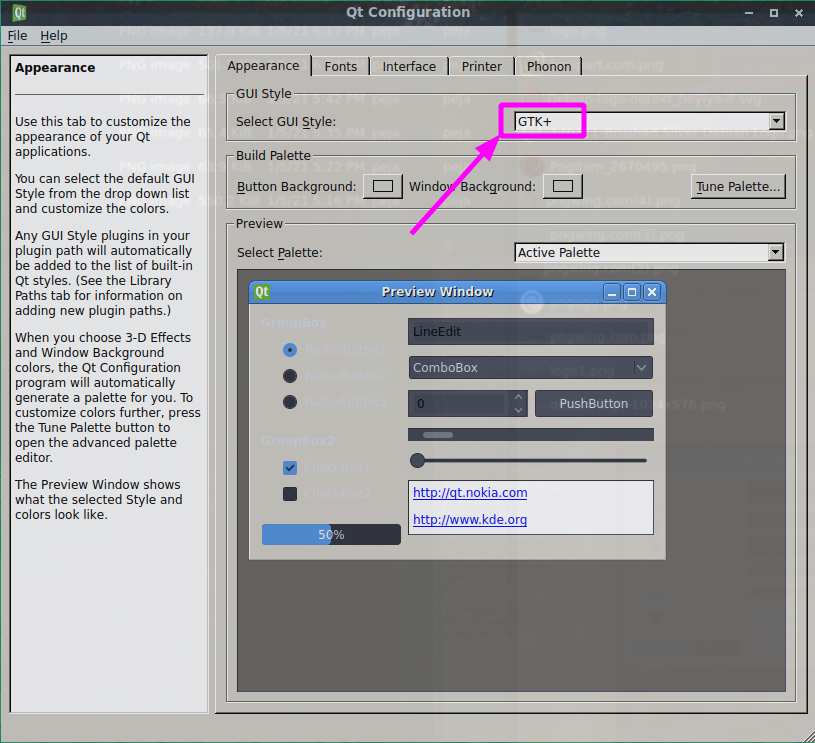 Qt Configuration
File Help
Appearance
Use this tab to customize the
appearance of your Qt
applications.
You can select the default GUI
Style from the drop down list
and customize the colors.
Any GUI Style plugins in your
plugin path will automatically
be added to the list of built-in
Qt styles. (See the Library
Paths tab for information on
adding new plugin paths.)
When you choose 3-D Effects
and Window Background
colors, the Qt Configuration
program will automatically
generate a palette for you. To
customize colors further, press
the Tune Palette button to
open the advanced palette
editor.
The Preview Window shows
what the selected Style and
colors look like.
Appearance Fonts Interface Printer Phonon
GUI Style
Select GUI Style: GTK+
Build Palette
Button Background: Window Background: Tune Palette...
Preview
Select Palette: Active Palette
Qt Preview Window
GroupBox
RadioButton1
RadioButton2
RadioButton3
GroupBox2
CheckBox1
CheckBox2
50%
LineEdit
ComboBox
0 PushButton
http://qt.nokia.com
http://www.kde.org